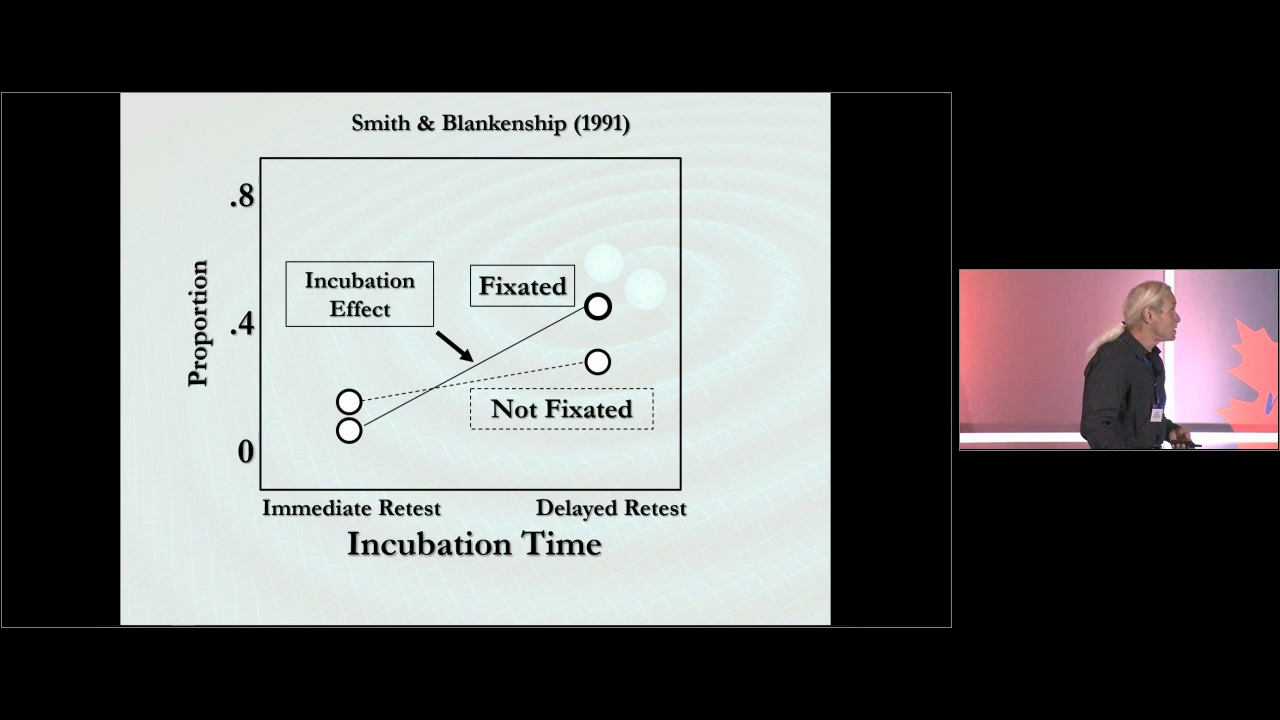 Smith & Blankenship (1991)
.8
Incubation
Effect
Fixated
.4
Proportion
Not Fixated
0
Immediate Retest
Delayed Retest
Incubation Time